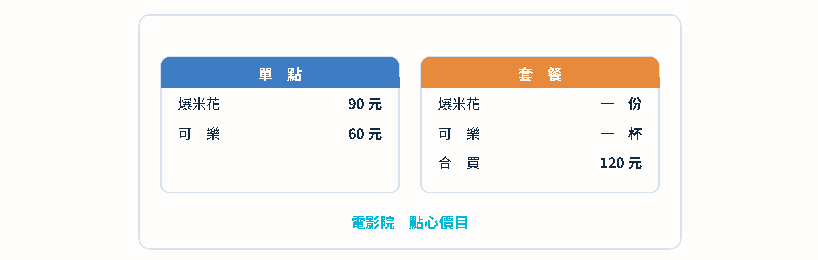 單 點
爆米花 90 元
可 樂 60 元
套 餐
爆米花 一 份
可 樂 一 杯
合 買 120 元
電影院 點心價目